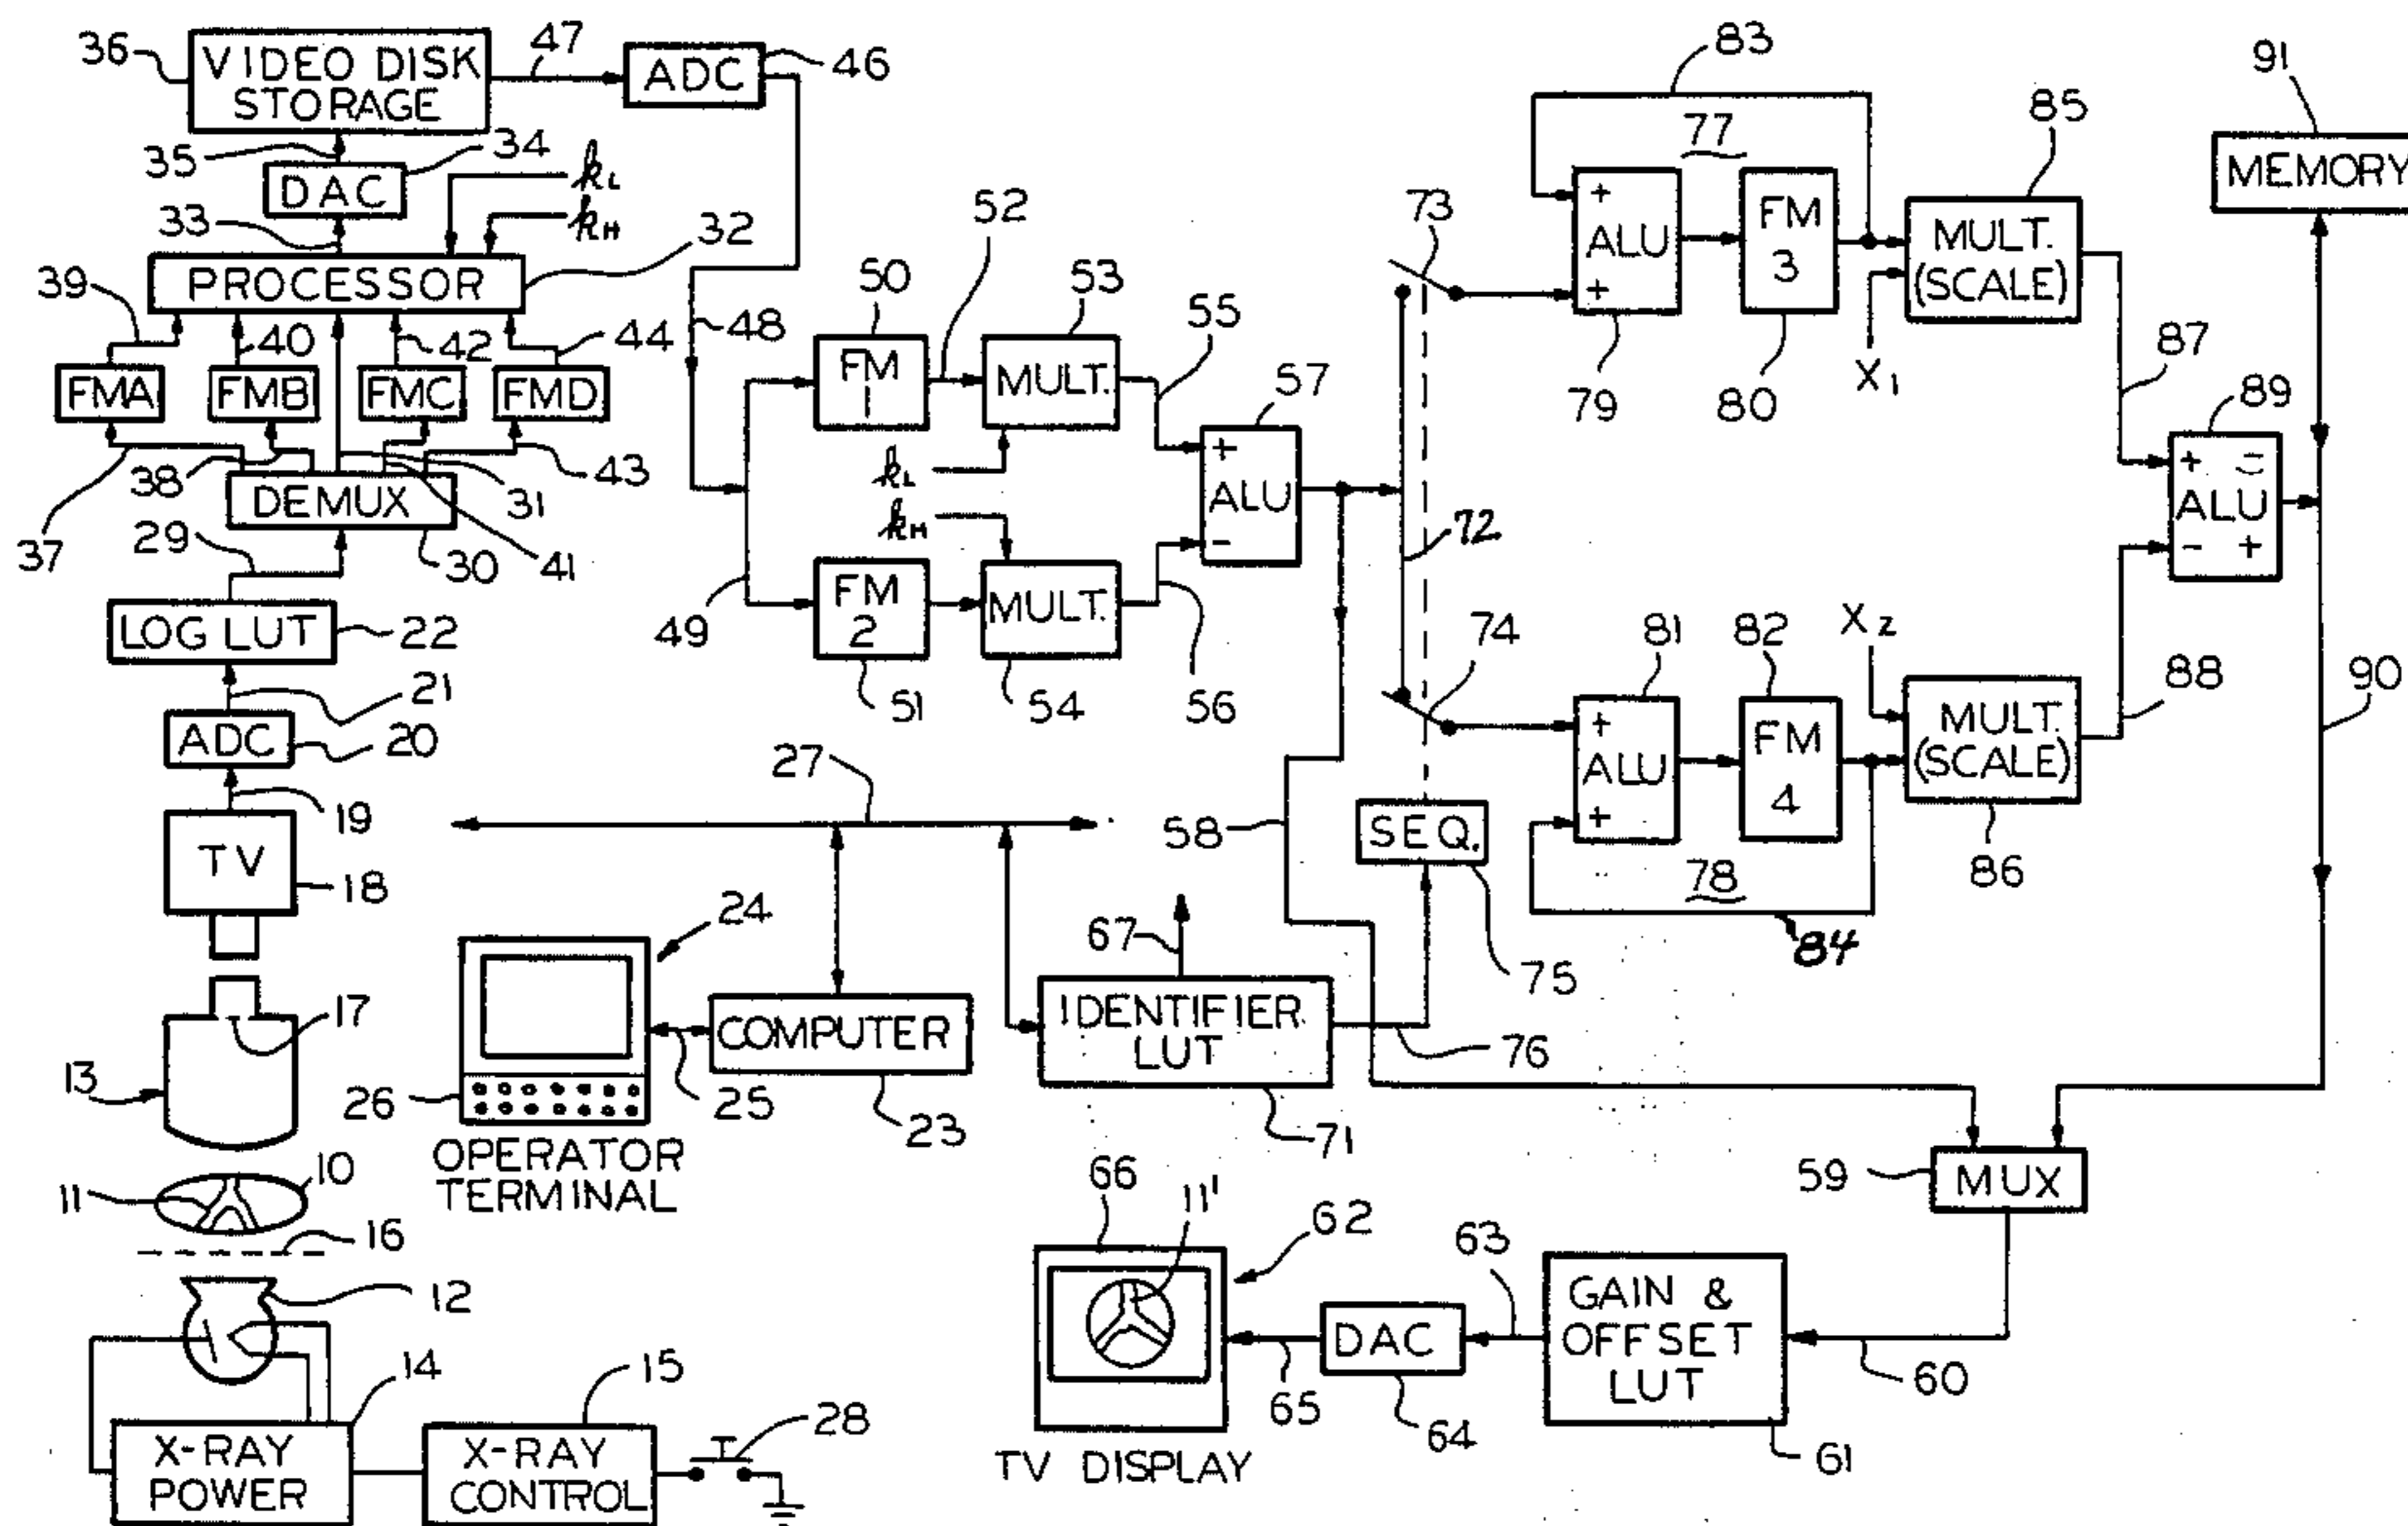 36
VIDEO DISK
STORAGE
47
ADC
46
35
DAC
34
kL
kH
33
PROCESSOR
32
39
40
42
44
FMA
FMB
FMC
FMD
37
38
31
41
43
DEMUX
29
30
LOG LUT
22
21
ADC
20
19
TV
18
17
13
10
11
16
12
14
X-RAY
POWER
15
X-RAY
CONTROL
28
48
49
50
FM
1
52
53
MULT.
55
kL
kH
FM
2
51
MULT.
54
56
57
+
ALU
-
58
72
73
74
SEQ.
75
76
83
77
+
ALU
+
79
FM
3
80
85
MULT.
(SCALE)
X1
87
91
MEMORY
89
+ -
ALU
- +
90
81
+
ALU
+
82
FM
4
X2
MULT.
(SCALE)
86
88
78
84
27
24
26
OPERATOR
TERMINAL
25
COMPUTER
23
67
IDENTIFIER
LUT
71
59
MUX
60
GAIN &
OFFSET
LUT
61
63
DAC
64
65
66
11'
62
TV DISPLAY